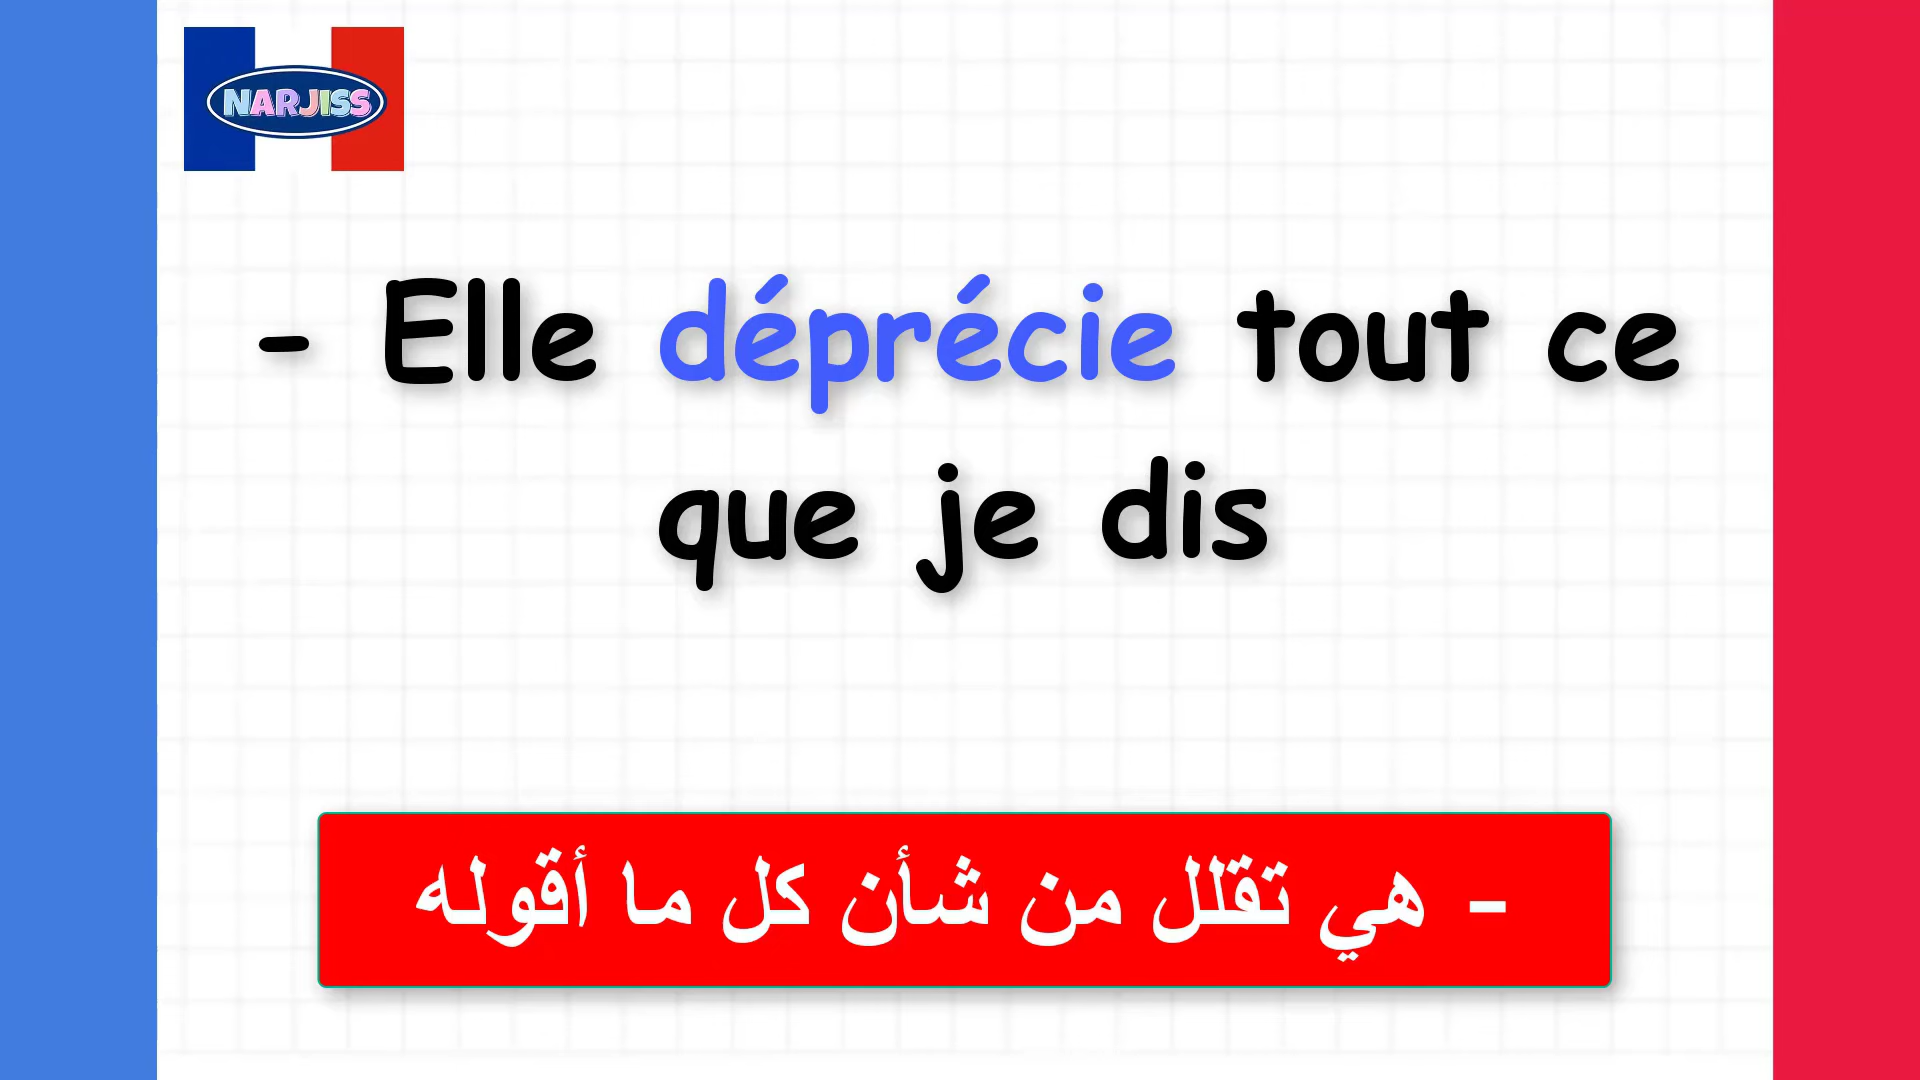 NARJISS
- Elle déprécie tout ce
que je dis
- هي تقلل من شأن كل ما أقوله